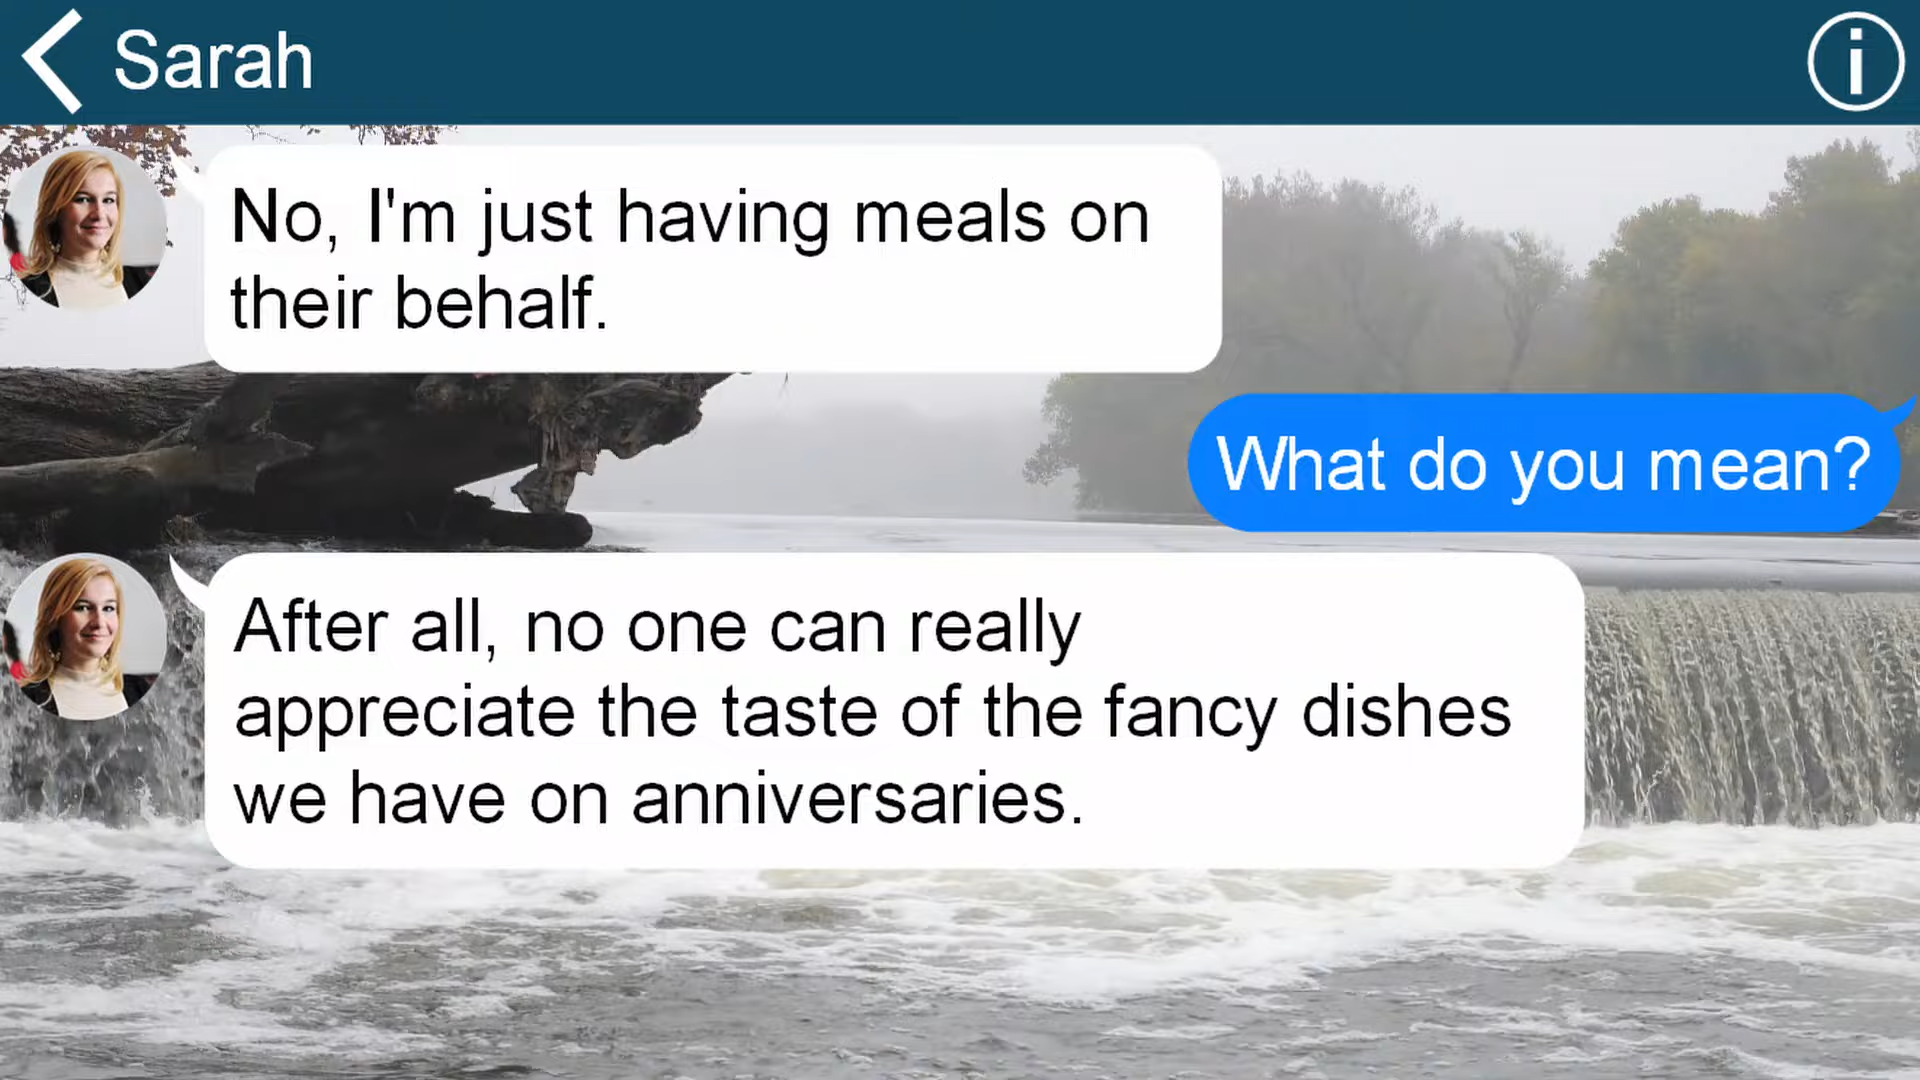 Sarah
No, I'm just having meals on
their behalf.
What do you mean?
After all, no one can really
appreciate the taste of the fancy dishes
we have on anniversaries.